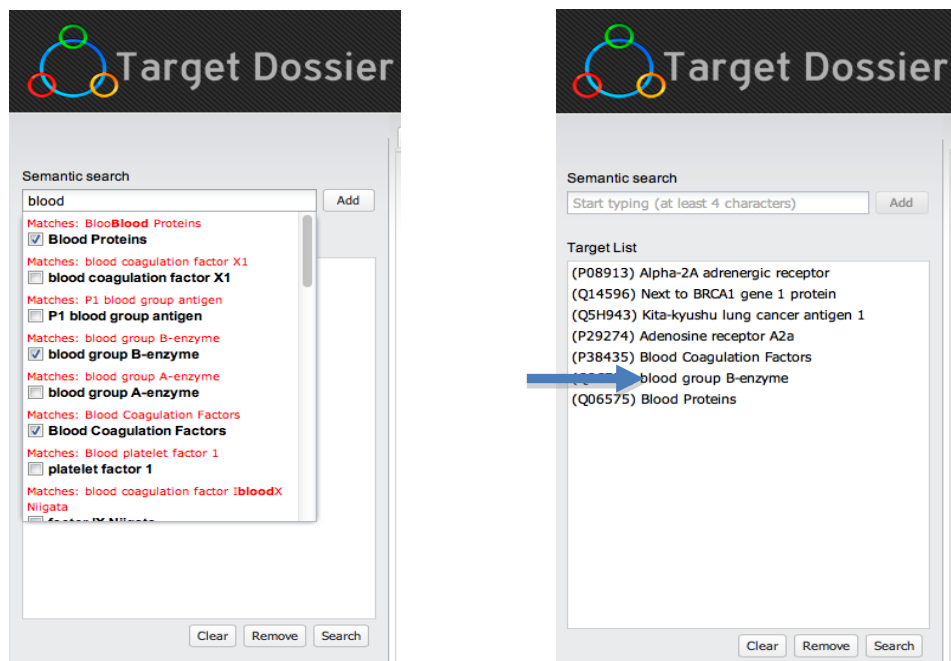 Target Dossier
Semantic search
blood
Add
Matches: BlooBlood Proteins
Blood Proteins
Matches: blood coagulation factor X1
blood coagulation factor X1
Matches: P1 blood group antigen
P1 blood group antigen
Matches: blood group B-enzyme
blood group B-enzyme
Matches: blood group A-enzyme
blood group A-enzyme
Matches: Blood Coagulation Factors
Blood Coagulation Factors
Matches: Blood platelet factor 1
platelet factor 1
Matches: blood coagulation factor IbloodX
Niigata
factor IX Niigata
Clear Remove Search
Target Dossier
Semantic search
Start typing (at least 4 characters)
Add
Target List
(P08913) Alpha-2A adrenergic receptor
(Q14596) Next to BRCA1 gene 1 protein
(Q5H943) Kita-kyushu lung cancer antigen 1
(P29274) Adenosine receptor A2a
(P38435) Blood Coagulation Factors
blood group B-enzyme
(Q06575) Blood Proteins
Clear Remove Search